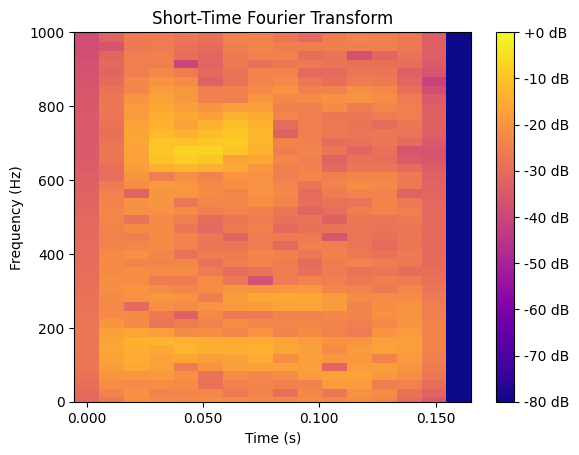 Short-Time Fourier Transform
Frequency (Hz)
1000
800
600
400
200
0
0.000
0.050
0.100
0.150
Time (s)
+0 dB
-10 dB
-20 dB
-30 dB
-40 dB
-50 dB
-60 dB
-70 dB
-80 dB